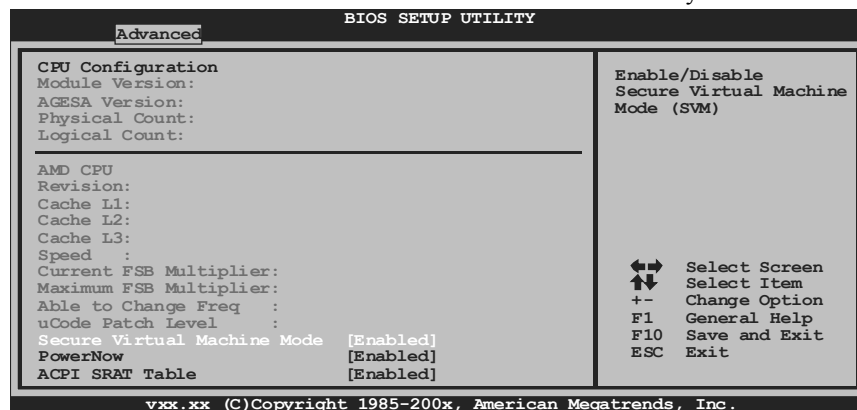 BIOS SETUP UTILITY
Advanced
CPU Configuration
Module Version:
AGESA Version:
Physical Count:
Logical Count:
AMD CPU
Revision:
Cache L1:
Cache L2:
Cache L3:
Speed :
Current FSB Multiplier:
Maximum FSB Multiplier:
Able to Change Freq :
uCode Patch Level :
Secure Virtual Machine Mode [Enabled]
PowerNow [Enabled]
ACPI SRAT Table [Enabled]
Enable/Disable
Secure Virtual Machine
Mode (SVM)
Select Screen
Select Item
+- Change Option
F1 General Help
F10 Save and Exit
ESC Exit
vxx.xx (C)Copyright 1985-200x, American Megatrends, Inc.